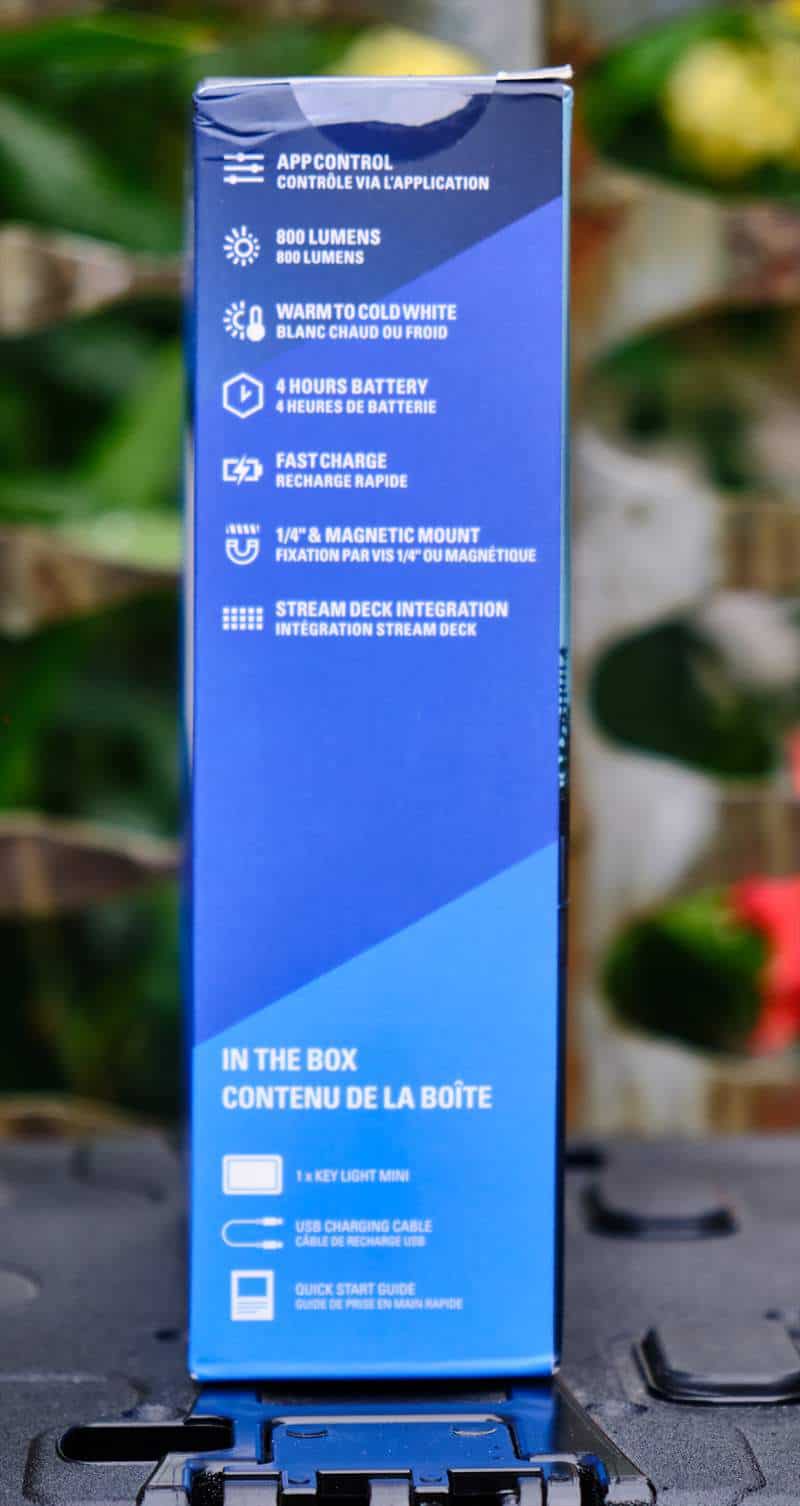 APP CONTROL
CONTRÔLE VIA L'APPLICATION
800 LUMENS
800 LUMENS
WARM TO COLD WHITE
BLANC CHAUD OU FROID
4 HOURS BATTERY
4 HEURES DE BATTERIE
FAST CHARGE
RECHARGE RAPIDE
1/4" & MAGNETIC MOUNT
FIXATION PAR VIS 1/4" OU MAGNÉTIQUE
STREAM DECK INTEGRATION
INTÉGRATION STREAM DECK
IN THE BOX
CONTENU DE LA BOÎTE
1 x KEY LIGHT MINI
USB CHARGING CABLE
CÂBLE DE RECHARGE USB
QUICK START GUIDE
GUIDE DE PRISE EN MAIN RAPIDE